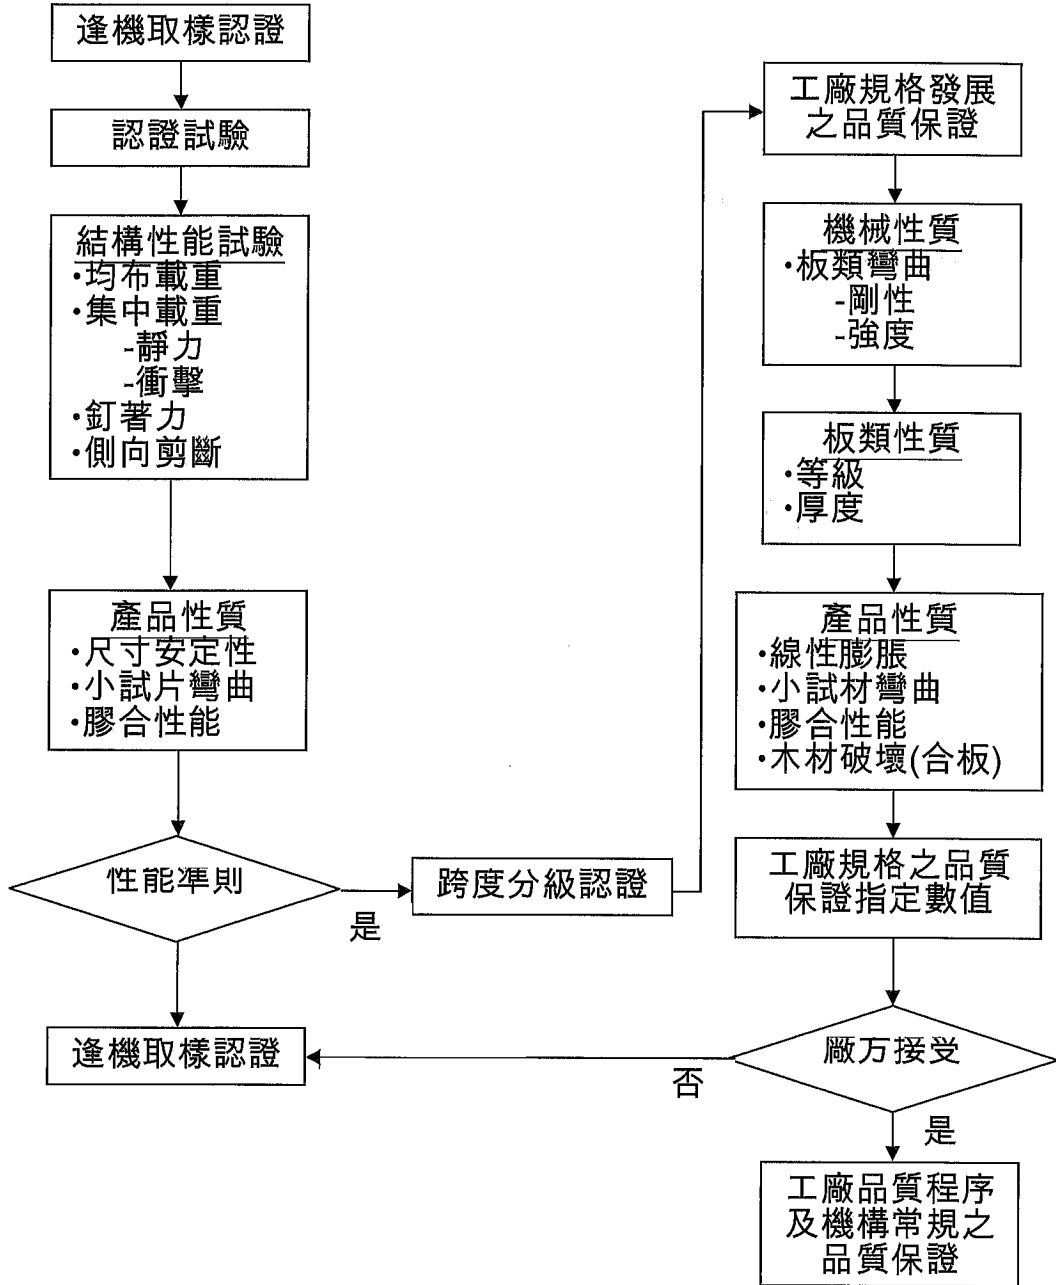 逢機取樣認證
認證試驗
結構性能試驗
•均布載重
•集中載重
-靜力
-衝擊
•釘著力
•側向剪斷
產品性質
•尺寸安定性
•小試片彎曲
•膠合性能
性能準則
是
跨度分級認證
逢機取樣認證
工廠規格發展
之品質保證
機械性質
•板類彎曲
-剛性
-強度
板類性質
•等級
•厚度
產品性質
•線性膨脹
•小試材彎曲
•膠合性能
•木材破壞(合板)
工廠規格之品質
保證指定數值
廠方接受
否
是
工廠品質程序
及機構常規之
品質保證